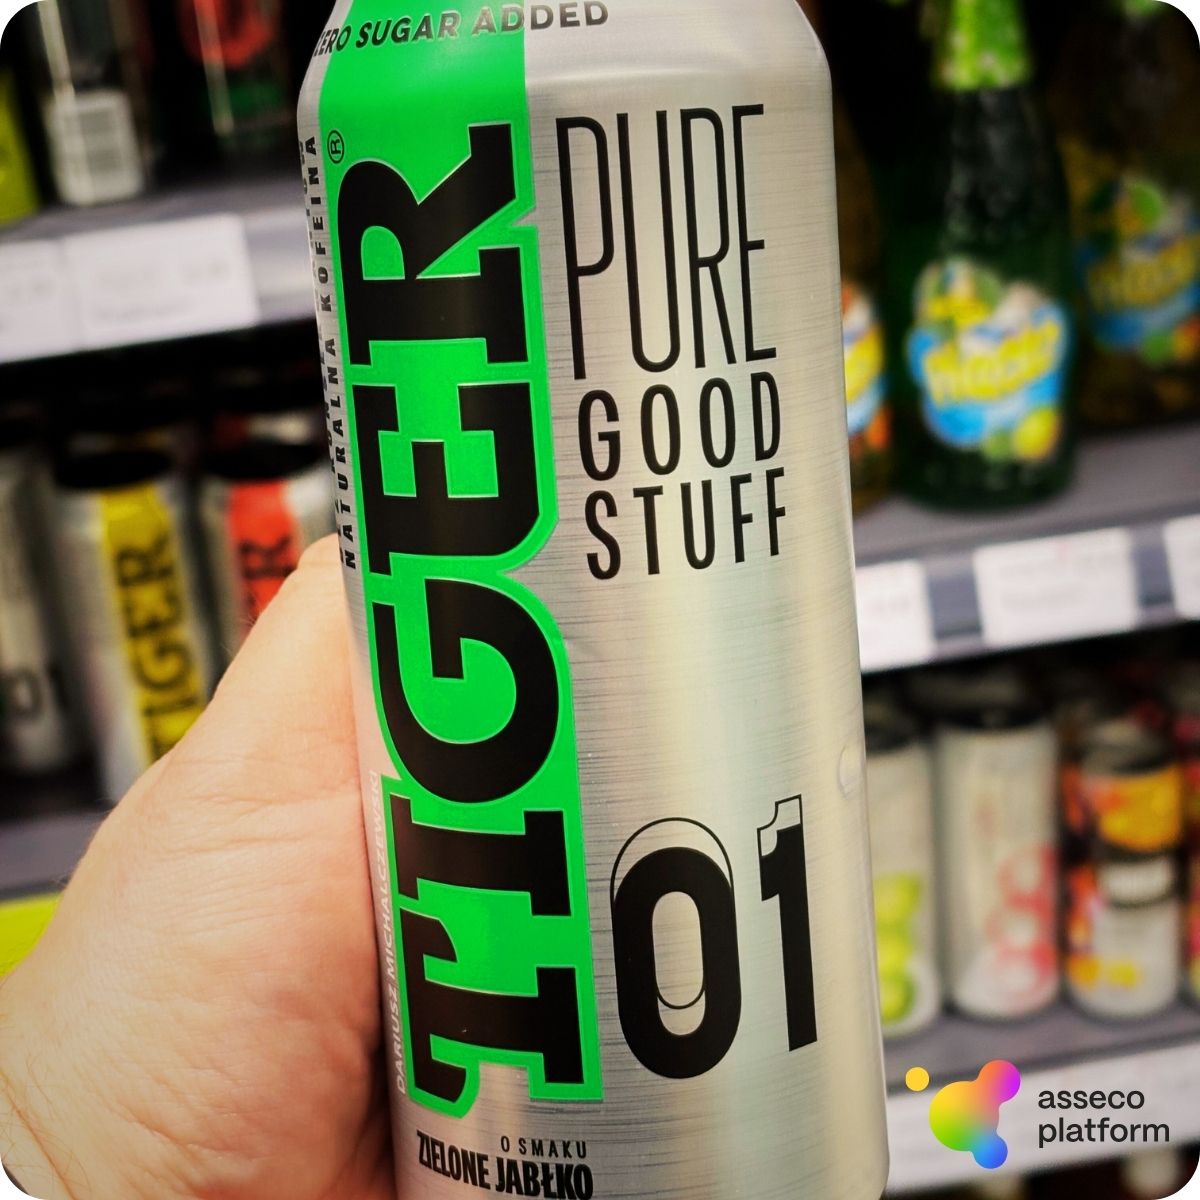 ZERO SUGAR ADDED
NATURALNA KOFEINA
TIGER®
DARIUSZ MICHALCZEWSKI
PURE
GOOD
STUFF
01
O SMAKU
ZIELONE JABŁKO
TIGER
asseco
platform